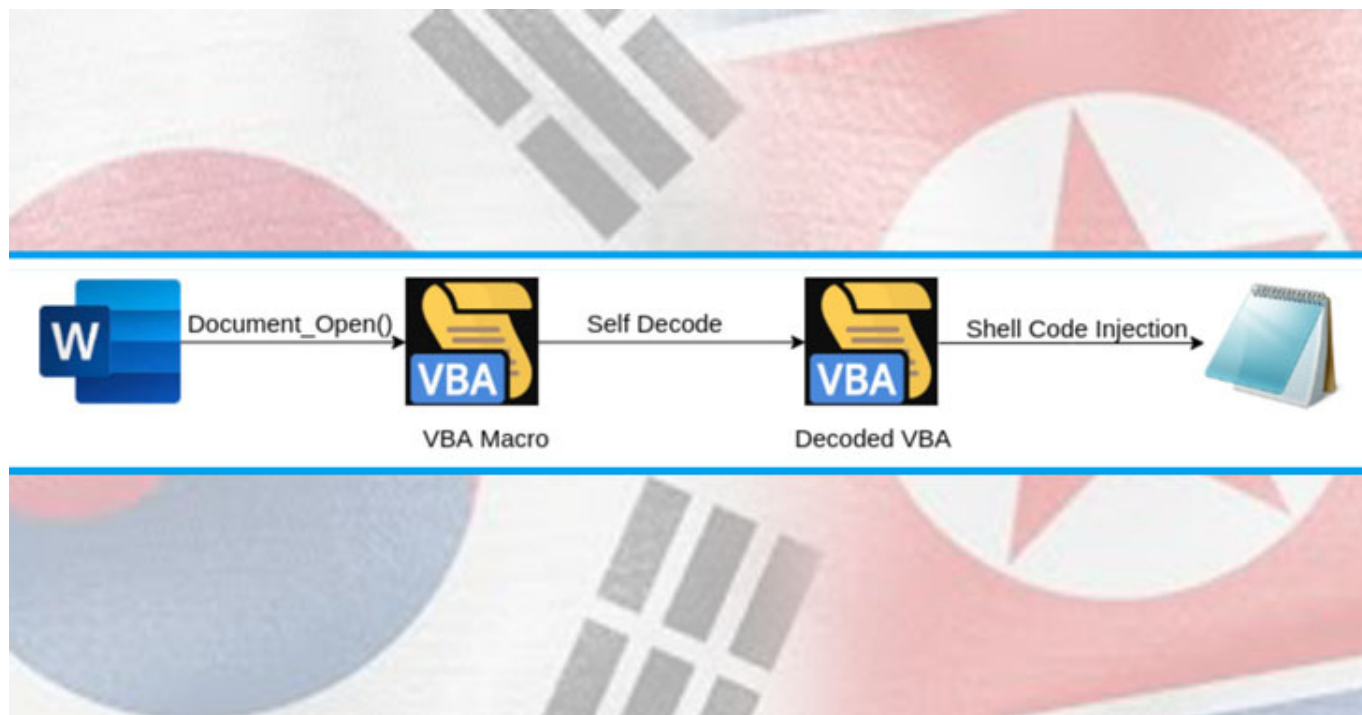 W
Document_Open()
VBA
Self Decode
VBA
Shell Code Injection
VBA Macro
Decoded VBA